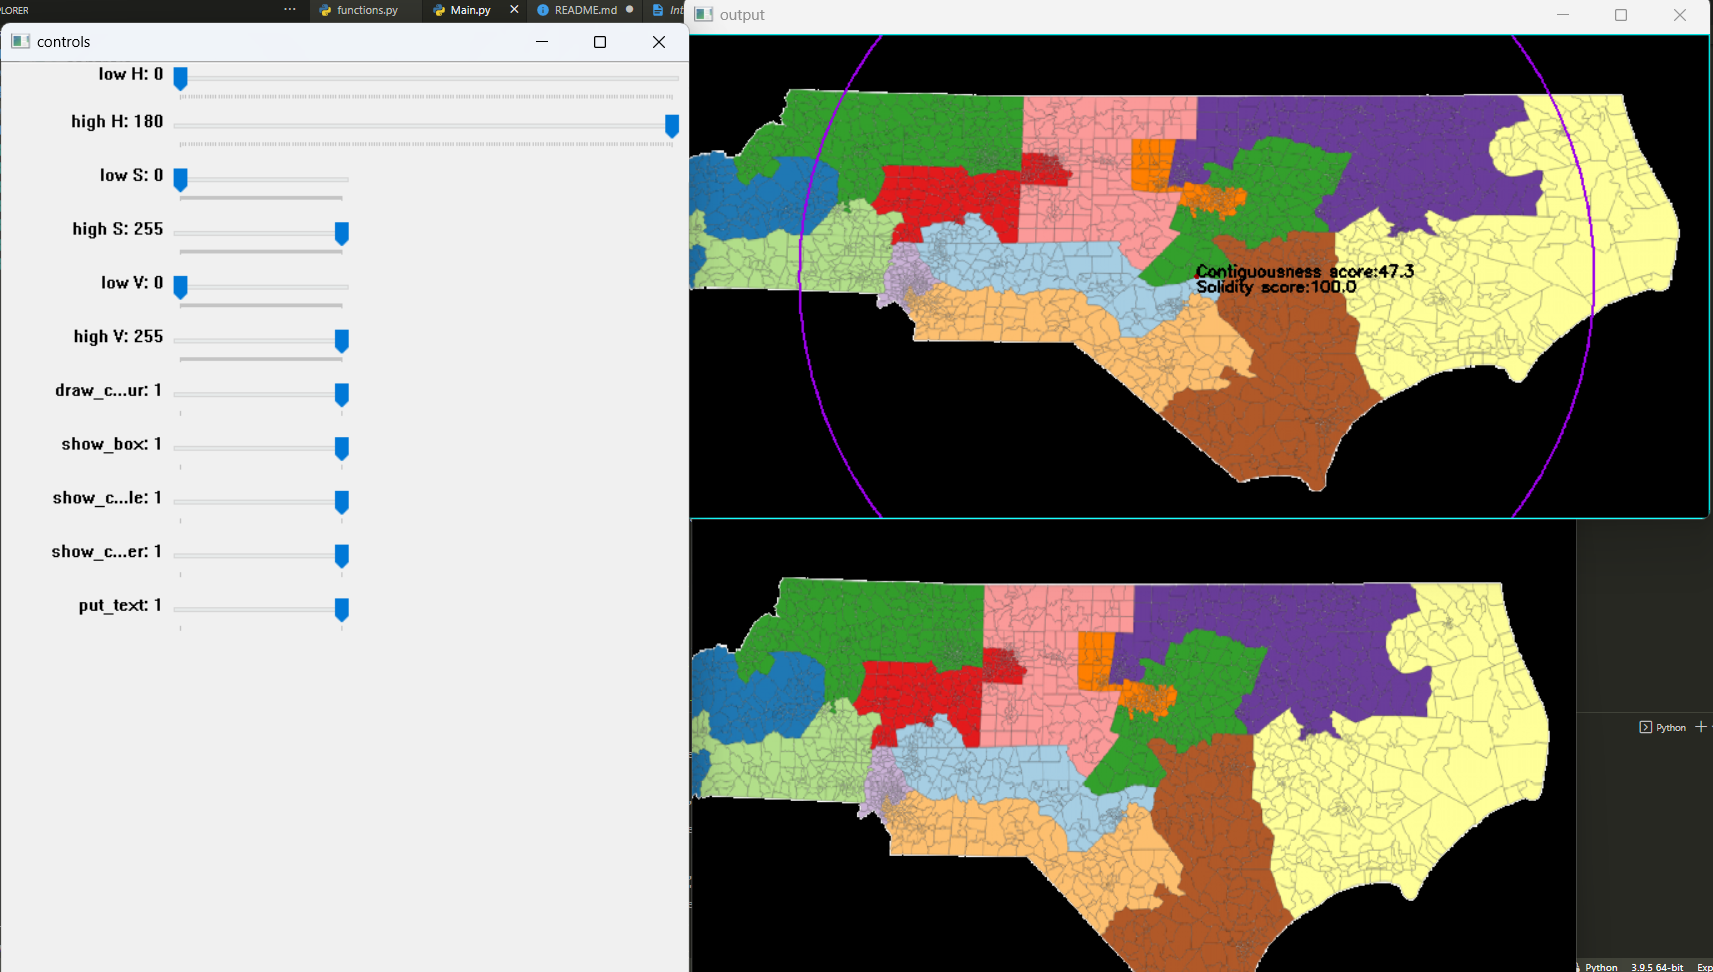 PLORER
...
functions.py
Main.py
README.md
Int
output
controls
low H: 0
high H: 180
low S: 0
high S: 255
low V: 0
high V: 255
draw_c...ur: 1
show_box: 1
show_c...le: 1
show_c...er: 1
put_text: 1
Contiguousness score:47.3
Solidity score:100.0
Python
Python 3.9.5 64-bit Exp